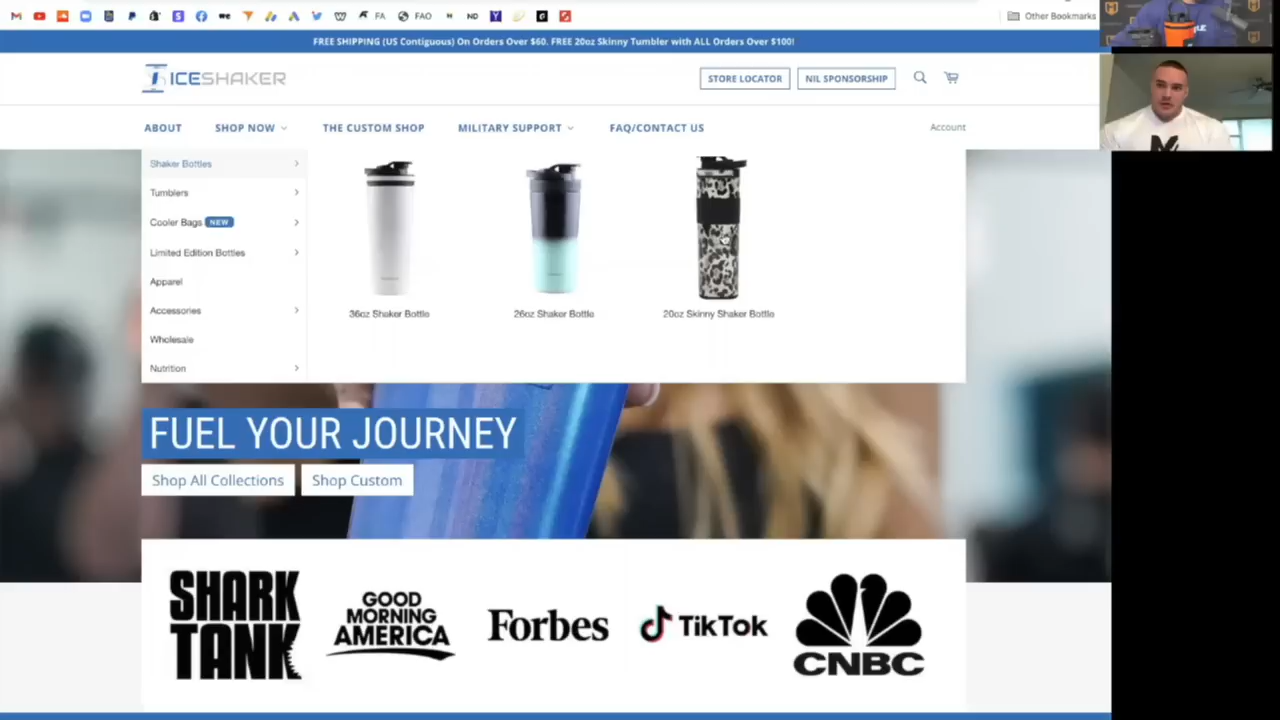 FA
FAO
ND
Other Bookmarks
FREE SHIPPING (US Contiguous) On Orders Over $60. FREE 20oz Skinny Tumbler with ALL Orders Over $100!
ICESHAKER
STORE LOCATOR
NIL SPONSORSHIP
ABOUT
SHOP NOW
THE CUSTOM SHOP
MILITARY SUPPORT
FAQ/CONTACT US
Account
Shaker Bottles
Tumblers
Cooler Bags NEW
Limited Edition Bottles
Apparel
Accessories
Wholesale
Nutrition
36oz Shaker Bottle
26oz Shaker Bottle
20oz Skinny Shaker Bottle
FUEL YOUR JOURNEY
Shop All Collections
Shop Custom
SHARK
TANK
GOOD
MORNING
AMERICA
Forbes
TikTok
CNBC